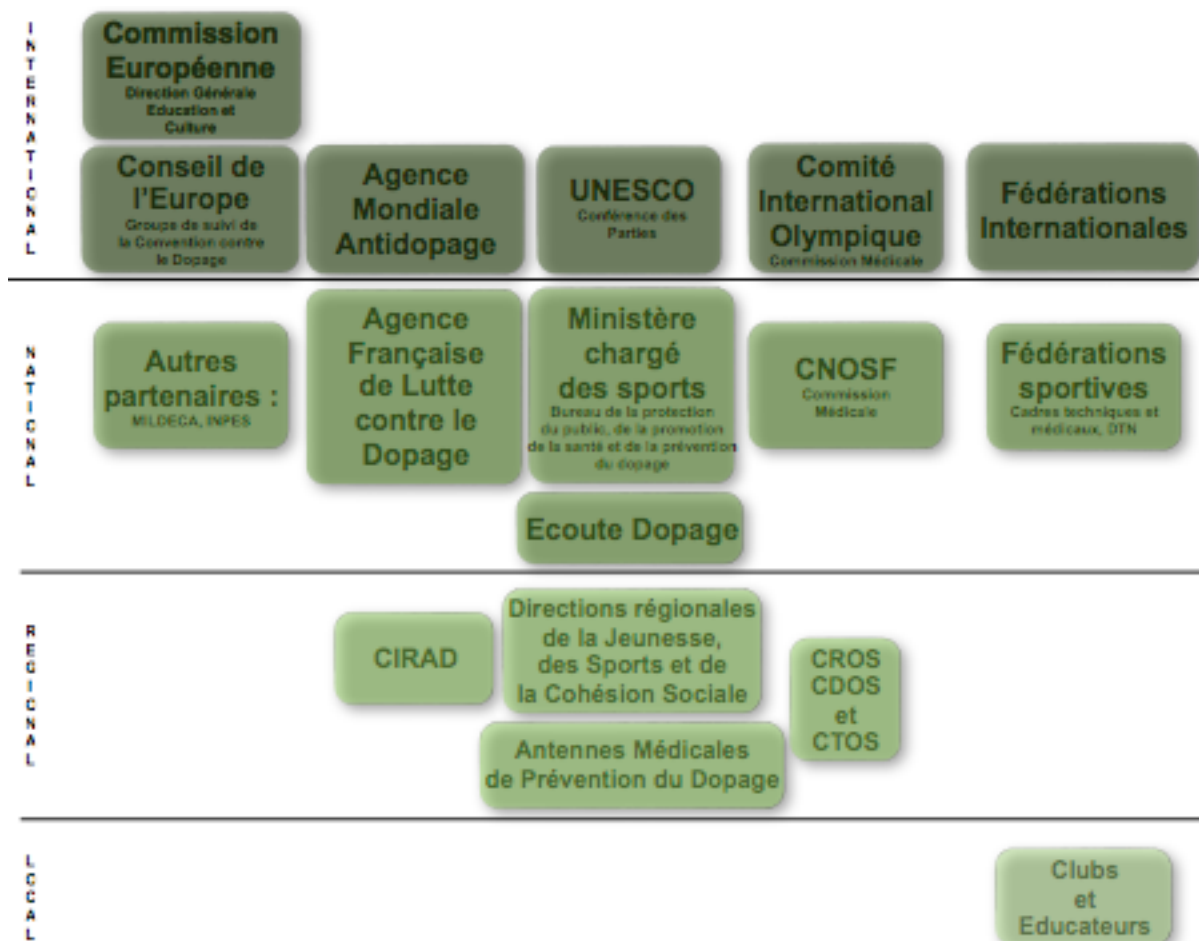 INTERNATIONAL
Commission
Européenne
Direction Générale
Education et
Culture
Conseil de
l'Europe
Groupe de suivi de
la Convention contre
le Dopage
Agence
Mondiale
Antidopage
UNESCO
Conférence des
Parties
Comité
International
Olympique
Commission Médicale
Fédérations
Internationales
NATIONAL
Autres
partenaires :
MILDECA, INPES
Agence
Française
de Lutte
contre le
Dopage
Ministère
chargé
des sports
Bureau de la protection
du public, de la promotion
de la santé et de la prévention
du dopage
Ecoute Dopage
CNOSF
Commission
Médicale
Fédérations
sportives
Cadres techniques et
médicaux, DTN
REGIONAL
CIRAD
Directions régionales
de la Jeunesse,
des Sports et de
la Cohésion Sociale
Antennes Médicales
de Prévention du Dopage
CROS
CDOS
et
CTOS
LOCAL
Clubs
et
Educateurs